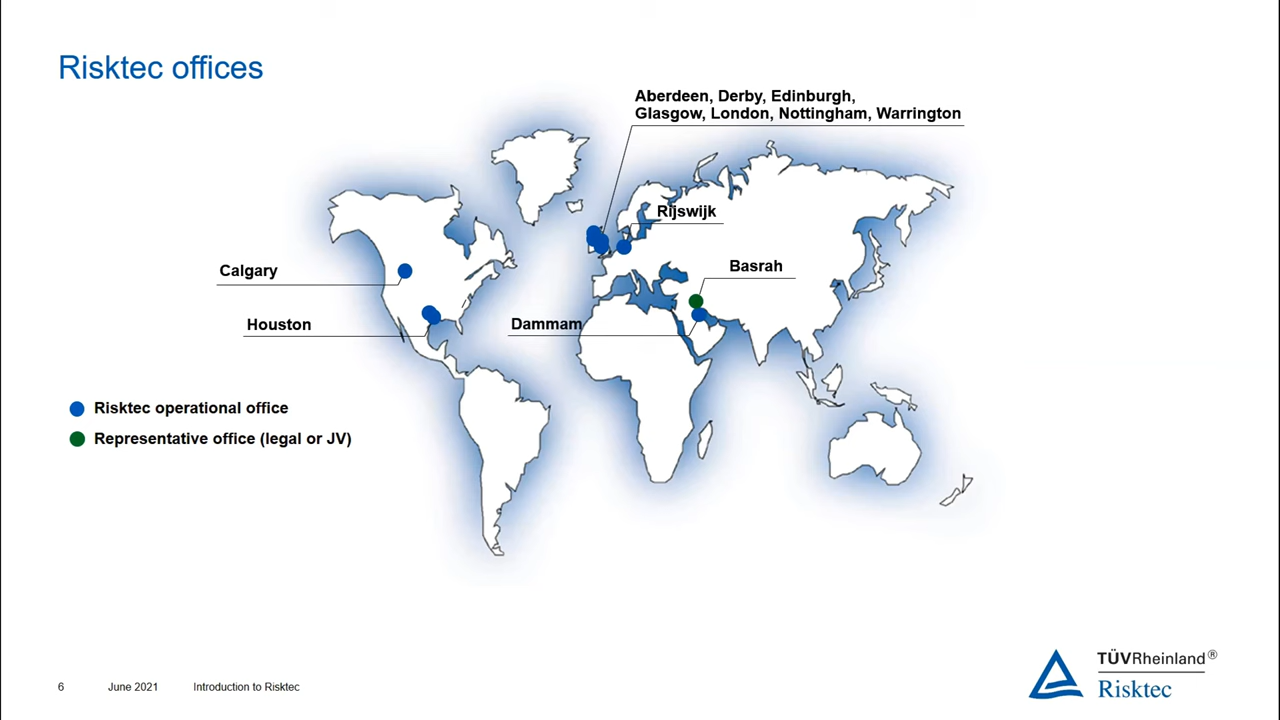 Risktec offices
Aberdeen, Derby, Edinburgh,
Glasgow, London, Nottingham, Warrington
Rijswijk
Calgary
Basrah
Houston
Dammam
Risktec operational office
Representative office (legal or JV)
6 June 2021 Introduction to Risktec
TÜVRheinland®
Risktec